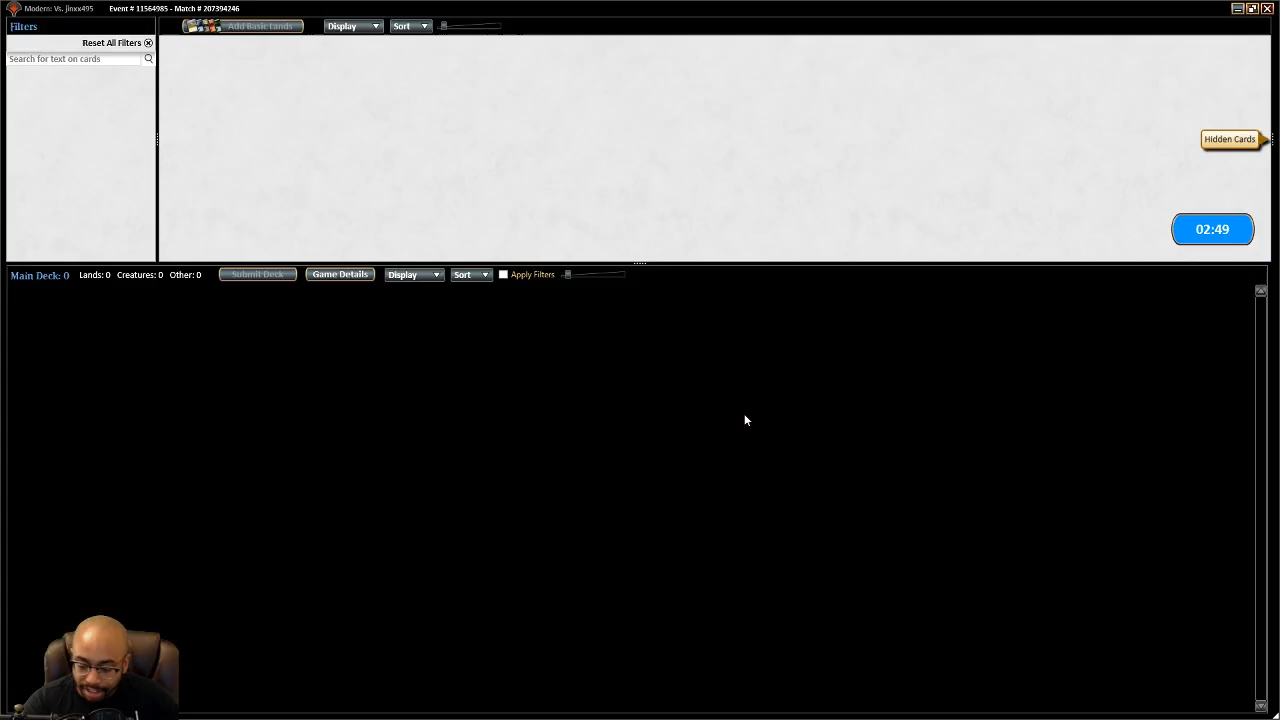 Modern: Vs. jinxx495 Event # 11564985 - Match # 207394246
Filters Add Basic Lands Display Sort
Reset All Filters
Search for text on cards
Hidden Cards
02:49
Main Deck: 0 Lands: 0 Creatures: 0 Other: 0 Submit Deck Game Details Display Sort Apply Filters